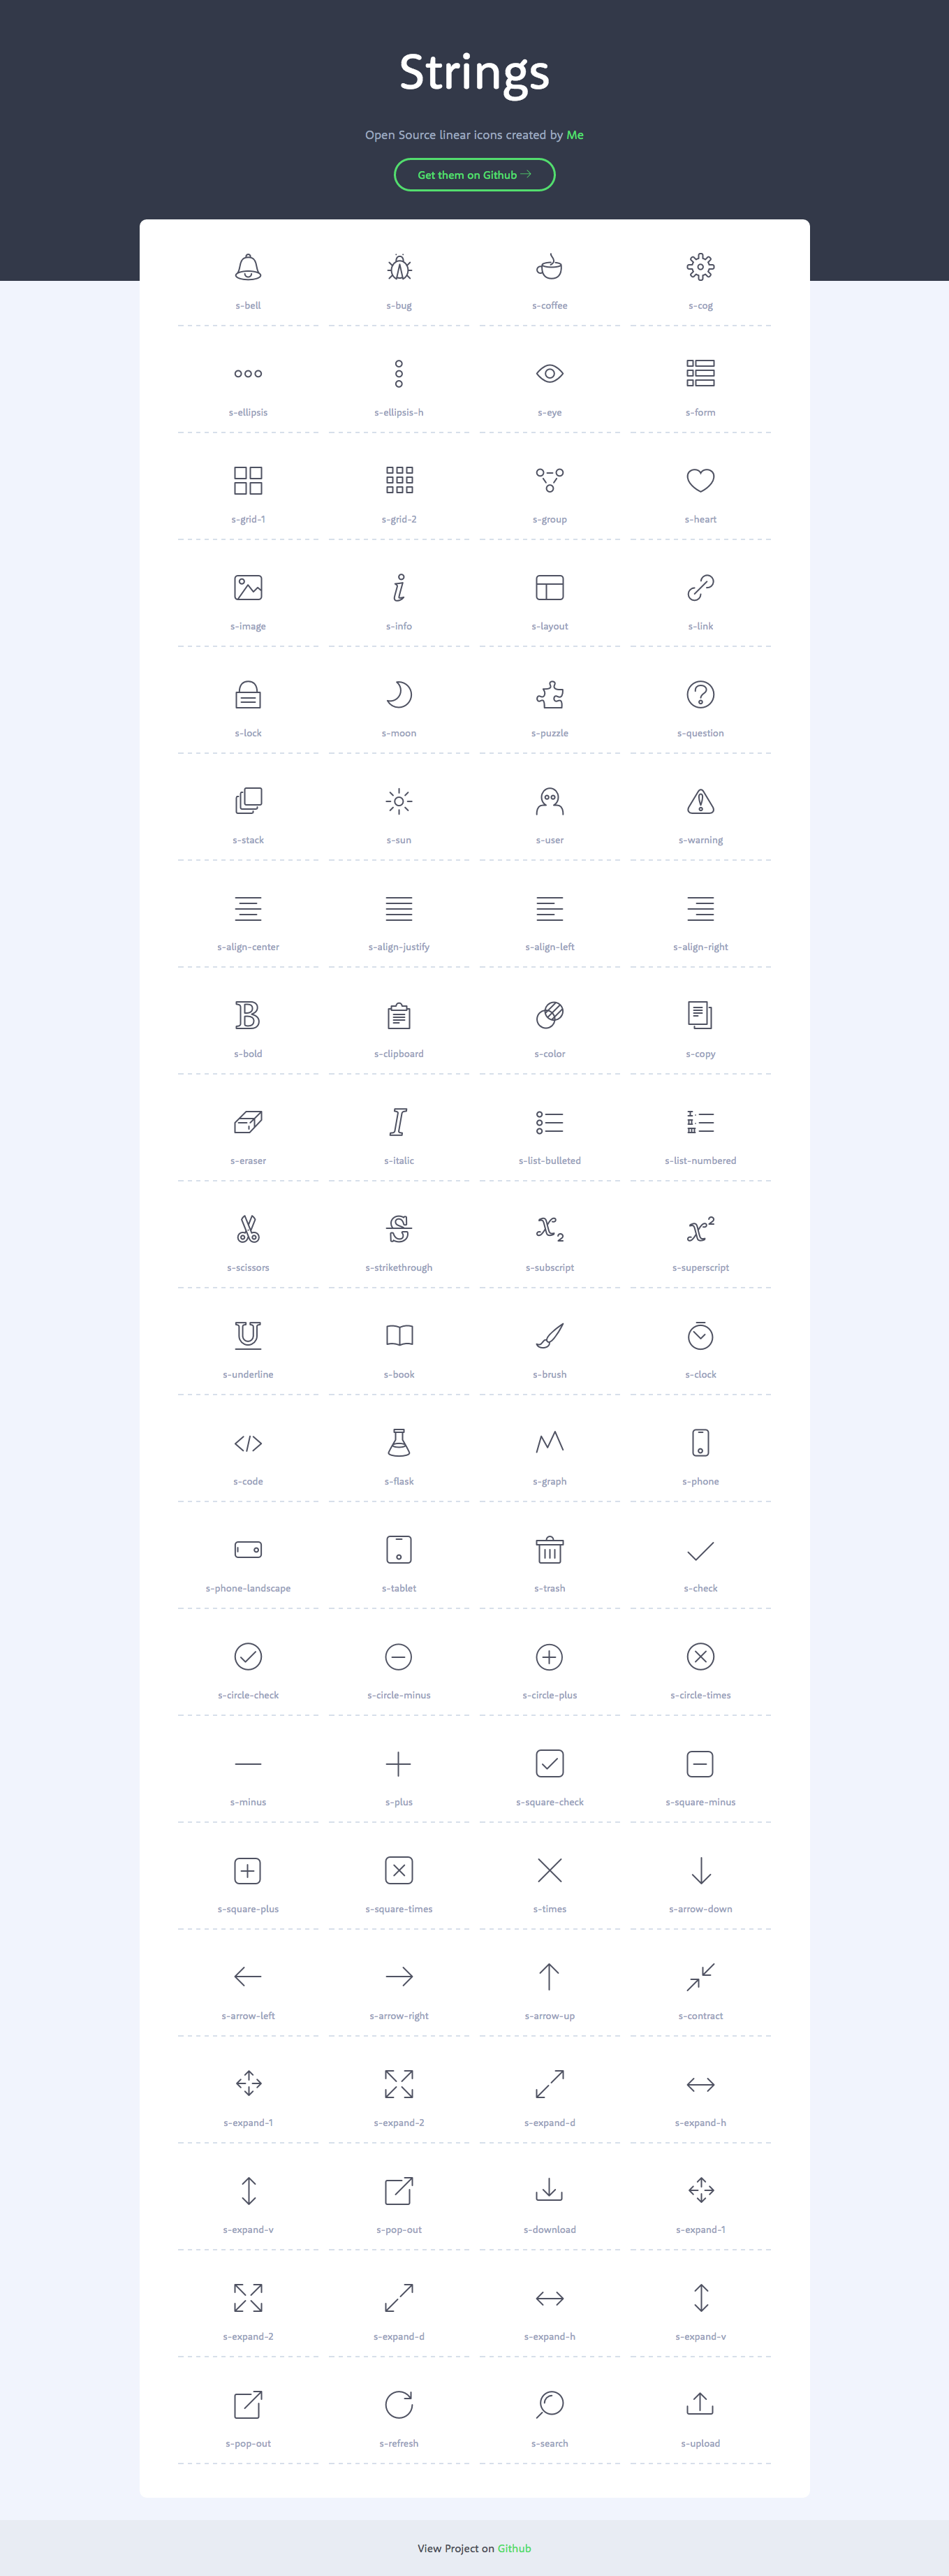 Strings
Open Source linear icons created by Me
Get them on Github →
s-bell s-bug s-coffee s-cog
s-ellipsis s-ellipsis-h s-eye s-form
s-grid-1 s-grid-2 s-group s-heart
s-image s-info s-layout s-link
s-lock s-moon s-puzzle s-question
s-stack s-sun s-user s-warning
s-align-center s-align-justify s-align-left s-align-right
s-bold s-clipboard s-color s-copy
s-eraser s-italic s-list-bulleted s-list-numbered
s-scissors s-strikethrough s-subscript s-superscript
s-underline s-book s-brush s-clock
s-code s-flask s-graph s-phone
s-phone-landscape s-tablet s-trash s-check
s-circle-check s-circle-minus s-circle-plus s-circle-times
s-minus s-plus s-square-check s-square-minus
s-square-plus s-square-times s-times s-arrow-down
s-arrow-left s-arrow-right s-arrow-up s-contract
s-expand-1 s-expand-2 s-expand-d s-expand-h
s-expand-v s-pop-out s-download s-expand-1
s-expand-2 s-expand-d s-expand-h s-expand-v
s-pop-out s-refresh s-search s-upload
View Project on Github